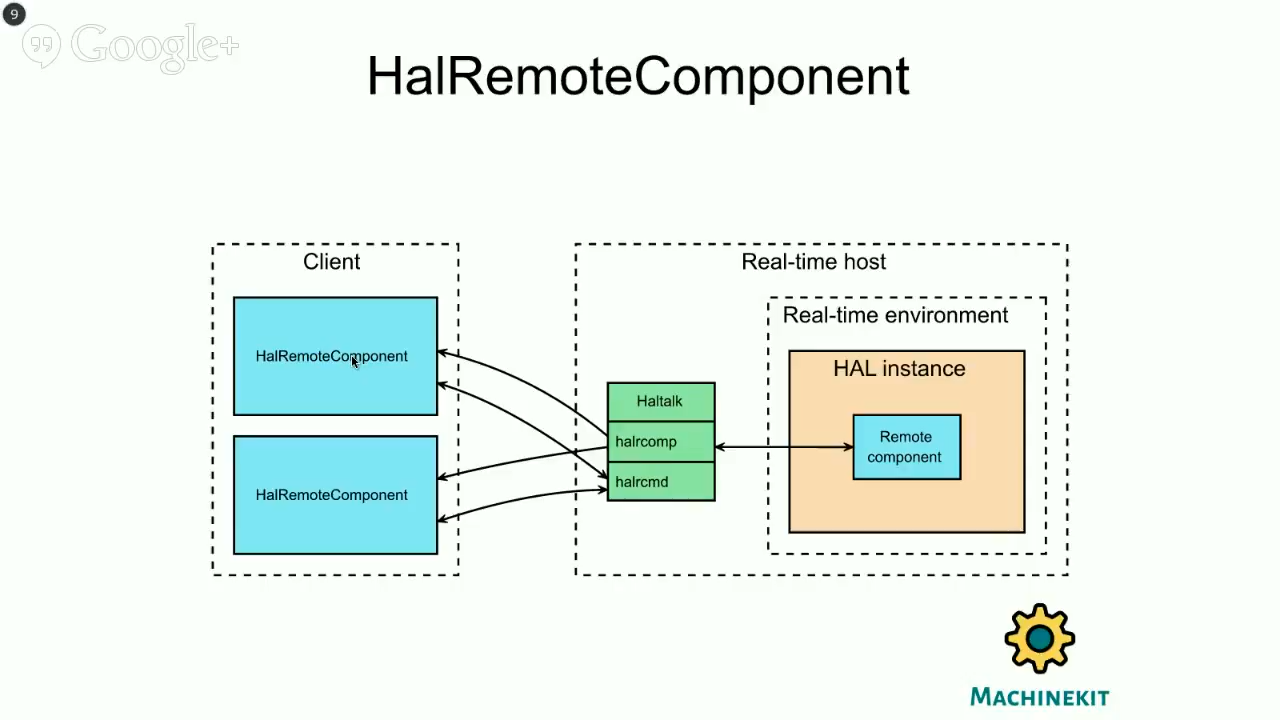 9
Google+
HalRemoteComponent
Client
HalRemoteComponent
HalRemoteComponent
Real-time host
Haltalk
halrcomp
halrcmd
Real-time environment
HAL instance
Remote
component
MACHINEKIT